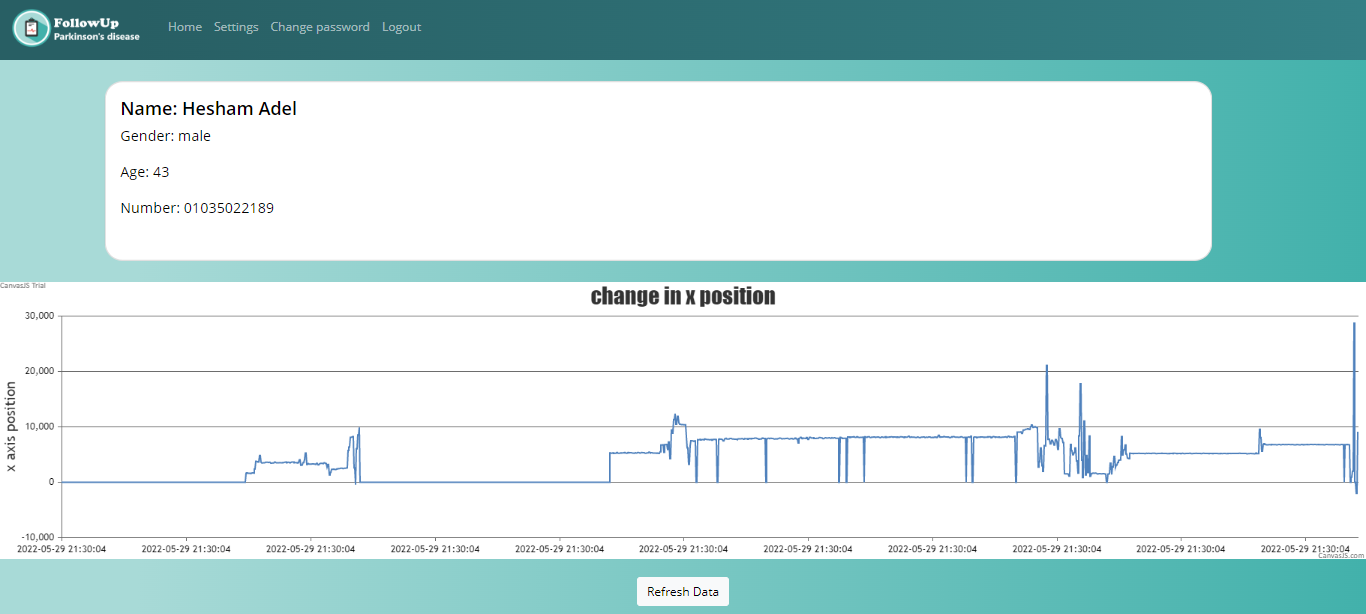 FollowUp
Parkinson's disease
Home Settings Change password Logout
Name: Hesham Adel
Gender: male
Age: 43
Number: 01035022189
CanvasJS Trial
change in x position
x axis position
30,000
20,000
10,000
0
-10,000
2022-05-29 21:30:04 2022-05-29 21:30:04 2022-05-29 21:30:04 2022-05-29 21:30:04 2022-05-29 21:30:04 2022-05-29 21:30:04 2022-05-29 21:30:04 2022-05-29 21:30:04 2022-05-29 21:30:04 2022-05-29 21:30:04 2022-05-29 21:30:04
CanvasJS.com
Refresh Data